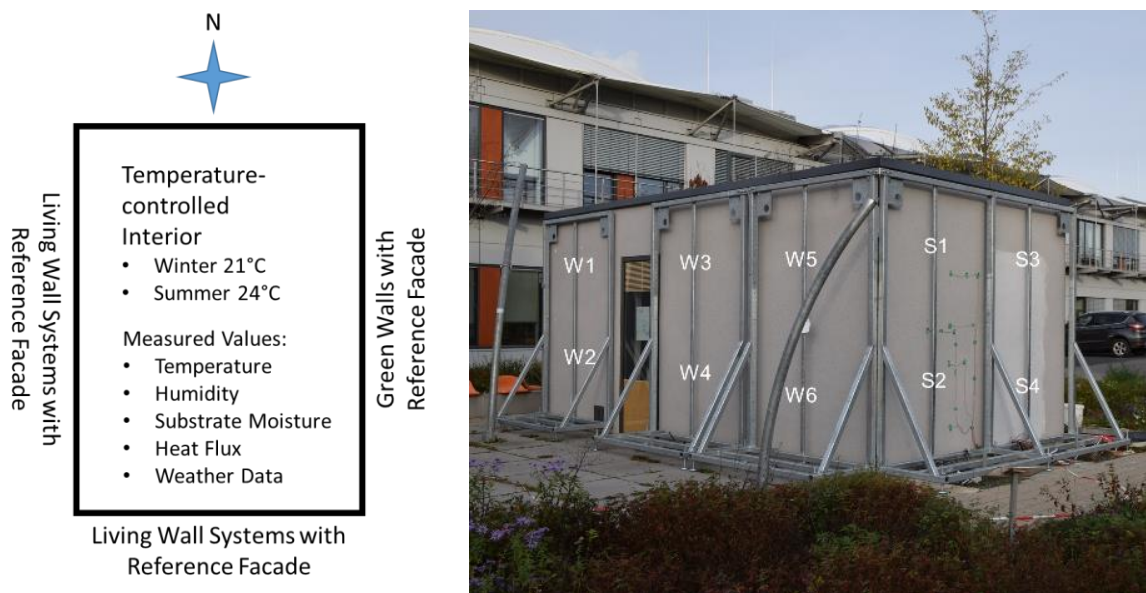 N
Temperature-
controlled
Interior
• Winter 21°C
• Summer 24°C
Measured Values:
• Temperature
• Humidity
• Substrate Moisture
• Heat Flux
• Weather Data
Living Wall Systems with
Reference Facade
Green Walls with
Reference Facade
Living Wall Systems with
Reference Facade
W1
W3
W5
S1
S3
W2
W4
W6
S2
S4